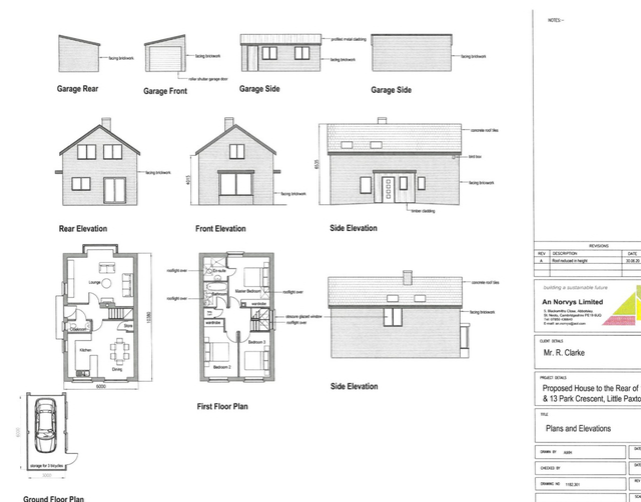 NOTES:-
profiled metal cladding
facing brickwork
facing brickwork
facing brickwork
roller shutter garage door
facing brickwork
Garage Rear
Garage Front
Garage Side
Garage Side
concrete roof tiles
bird box
facing brickwork
facing brickwork
facing brickwork
timber cladding
Rear Elevation
Front Elevation
Side Elevation
Lounge
Cloakroom
Store
Kitchen
Dining
6000
rooflight over
En-suite
Master Bedroom
rooflight over
rooflight over
wardrobe
wardrobe
rooflight over
Bedroom 2
Bedroom 3
First Floor Plan
concrete roof tiles
obscure glazed window
facing brickwork
Side Elevation
storage for 2 bicycles
Ground Floor Plan
REVISIONS
REV DESCRIPTION DATE
A Roof reduced in height
building a sustainable future
An Norvys Limited
CLIENT DETAILS
Mr. R. Clarke
PROJECT DETAILS
Proposed House to the Rear of
& 13 Park Crescent, Little Paxto
TITLE
Plans and Elevations
DRAWN BY
CHECKED BY
DRAWING NO